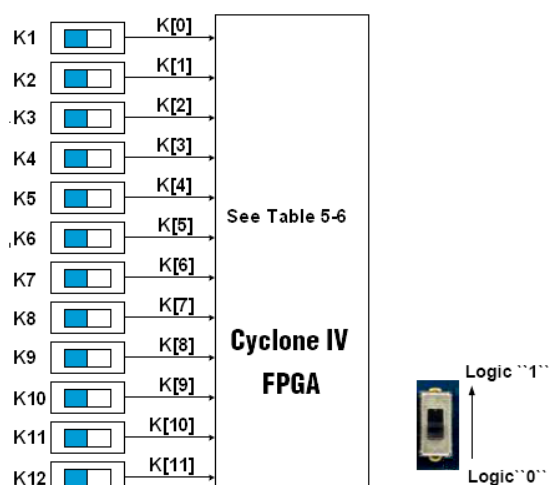 K1 K[0]
K2 K[1]
K3 K[2]
K4 K[3]
K5 K[4]
See Table 5-6
K6 K[5]
K7 K[6]
K8 K[7]
K9 K[8]
Cyclone IV
FPGA
K10 K[9]
K11 K[10]
K12 K[11]
Logic ``1``
Logic``0``